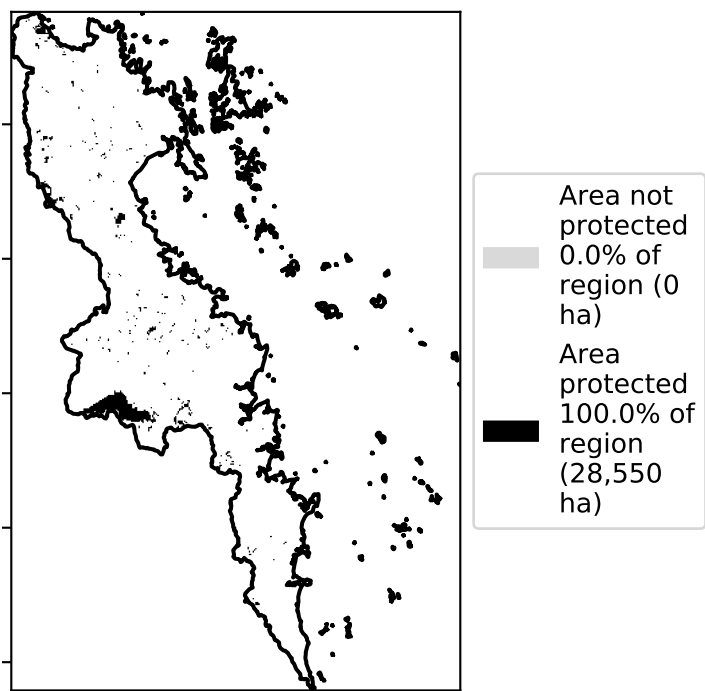 Area not
protected
0.0% of
region (0
ha)
Area
protected
100.0% of
region
(28,550
ha)